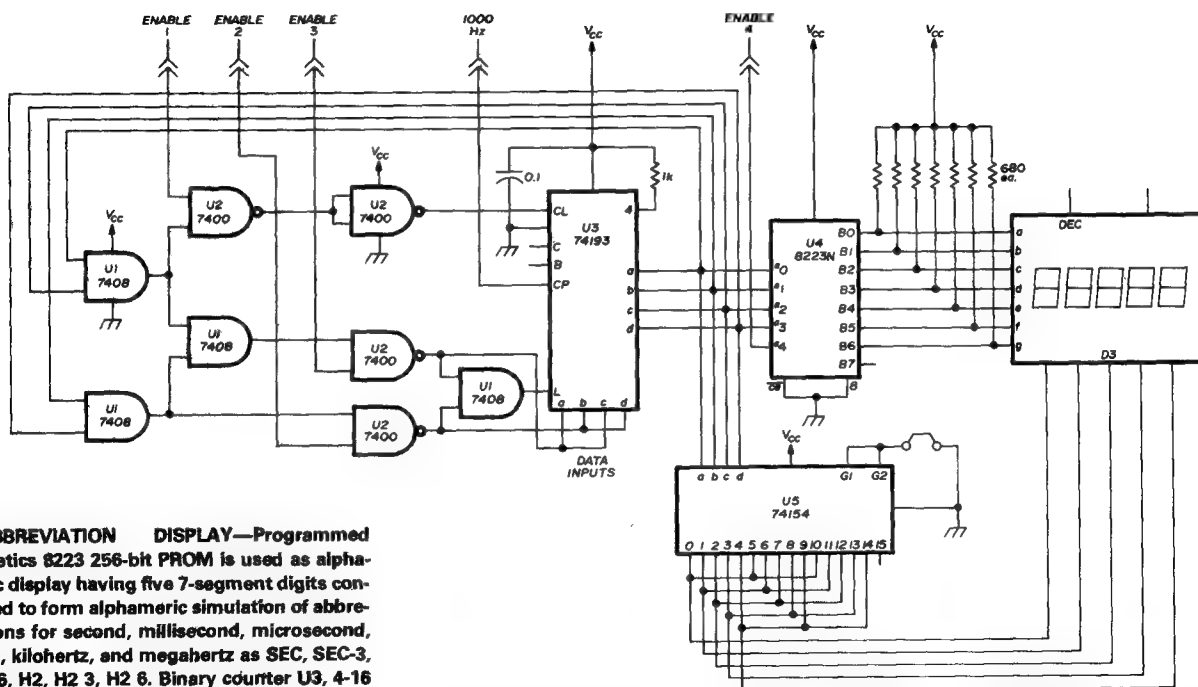 ENABLE 1
ENABLE 2
ENABLE 3
1000 Hz
VCC
ENABLE 4
VCC
VCC
680 ea.
VCC
0.1
1k
U2 7400
U2 7400
VCC
U1 7408
U1 7408
U1 7408
U2 7400
U2 7400
U1 7408
CL
4
U3 74193
C
B
CP
L
a
b
c
d
a b c d
DATA INPUTS
U4 8223N
a0
a1
a2
a3
a4
B0
B1
B2
B3
B4
B5
B6
B7
8
DEC
a
b
c
d
e
f
g
D3
VCC
a b c d
G1 G2
U5 74154
0 1 2 3 4 5 6 7 8 9 10 11 12 13 14 15
BBREVIATION DISPLAY—Programmed
etics 8223 256-bit PROM is used as alpha-
c display having five 7-segment digits con-
ed to form alphameric simulation of abbre-
ons for second, millisecond, microsecond,
, kilohertz, and megahertz as SEC, SEC-3,
6, H2, H2 3, H2 6. Binary counter U3, 4-16